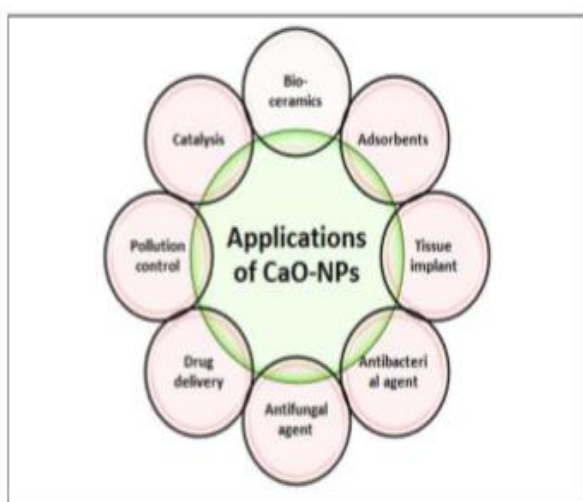 Applications
of CaO-NPs
Bio-
ceramics
Adsorbents
Tissue
implant
Antibacteri
al agent
Antifungal
agent
Drug
delivery
Pollution
control
Catalysis